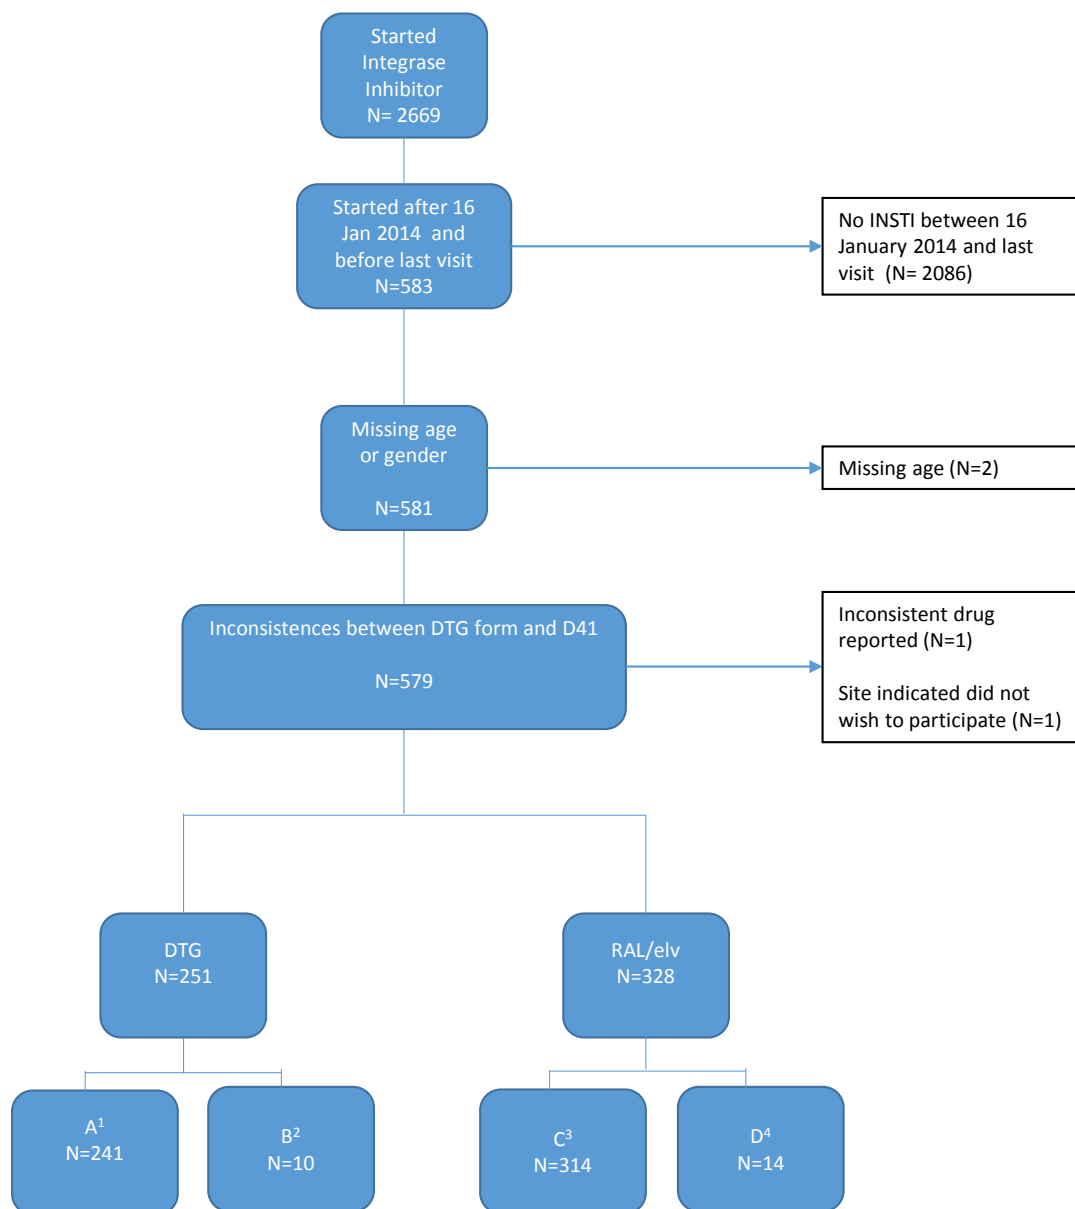 Started
Integrase
Inhibitor
N= 2669
Started after 16
Jan 2014 and
before last visit
N=583
No INSTI between 16
January 2014 and last
visit (N= 2086)
Missing age
or gender
N=581
Missing age (N=2)
Inconsistences between DTG form and D41
N=579
Inconsistent drug
reported (N=1)
Site indicated did not
wish to participate (N=1)
DTG
N=251
RAL/elv
N=328
A¹
N=241
B²
N=10
C³
N=314
D⁴
N=14